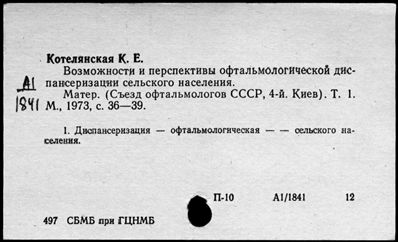 Котелянская К. Е.
Возможности и перспективы офтальмологической дис-
пансеризации сельского населения.
Матер. (Съезд офтальмологов СССР, 4-й. Киев). Т. 1.
М., 1973, с. 36—39.
А1
1841
1. Диспансеризация — офтальмологическая — — сельского на-
селения.
П-10 А1/1841 12
497 СБМБ при ГЦНМБ